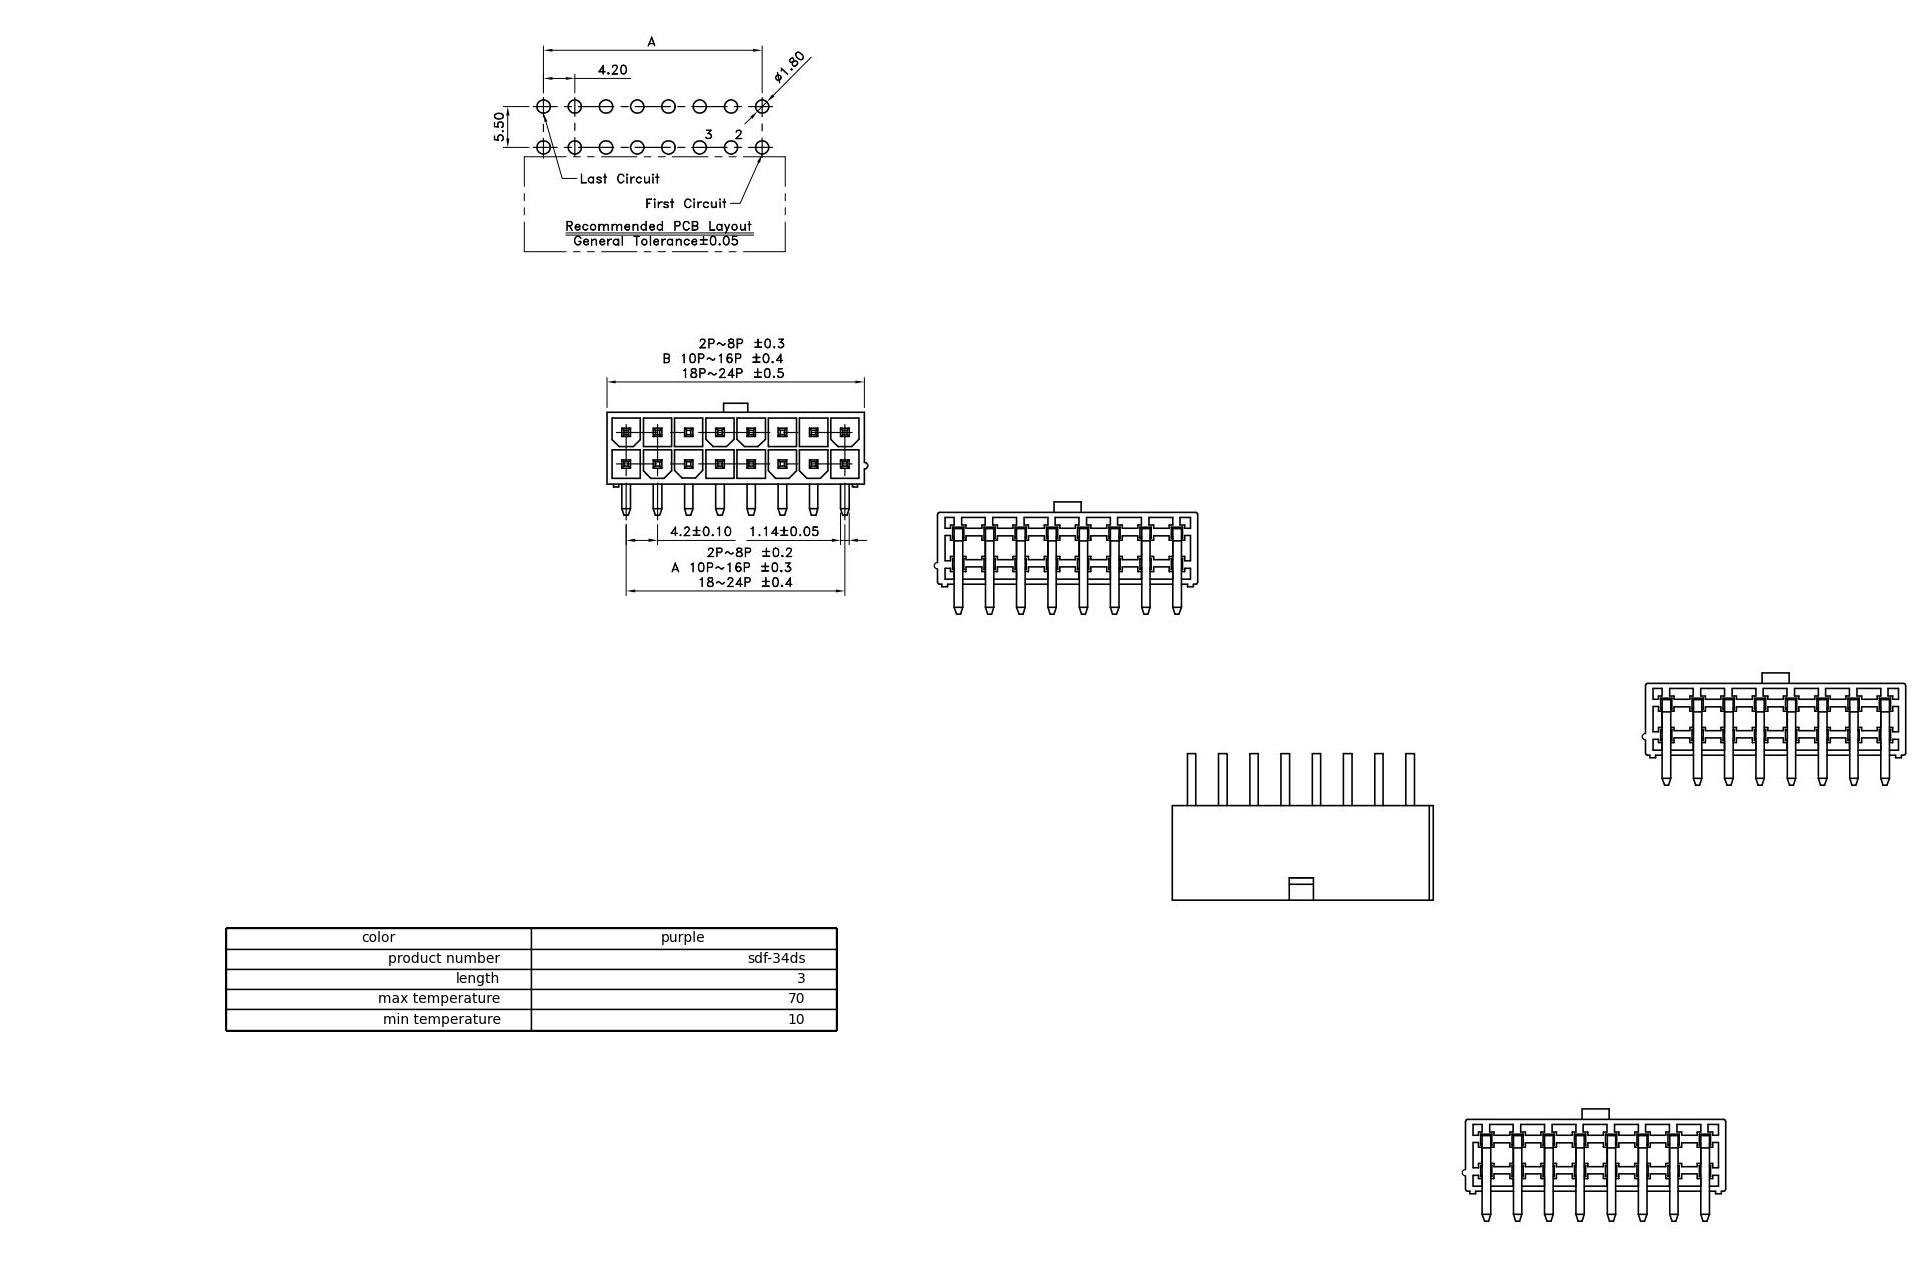 A
4.20
ø1.80
5.50
3 2
Last Circuit
First Circuit
Recommended PCB Layout
General Tolerance±0.05
2P~8P ±0.3
B 10P~16P ±0.4
18P~24P ±0.5
4.2±0.10 1.14±0.05
2P~8P ±0.2
A 10P~16P ±0.3
18~24P ±0.4
color purple
product number sdf-34ds
length 3
max temperature 70
min temperature 10